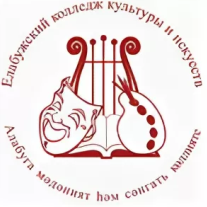 Елабужский колледж культуры и искусств
Алабуга мәдәният һәм сәнгать көллияте